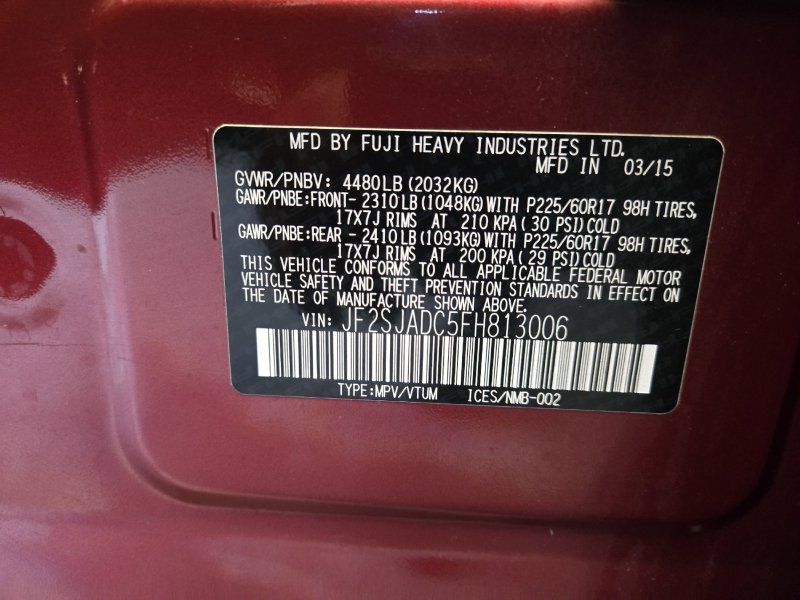 MFD BY FUJI HEAVY INDUSTRIES LTD.
MFD IN 03/15
GVWR/PNBV: 4480LB (2032KG)
GAWR/PNBE:FRONT- 2310LB (1048KG) WITH P225/60R17 98H TIRES,
17X7J RIMS AT 210 KPA ( 30 PSI) COLD
GAWR/PNBE:REAR - 2410LB (1093KG) WITH P225/60R17 98H TIRES,
17X7J RIMS AT 200 KPA ( 29 PSI) COLD
THIS VEHICLE CONFORMS TO ALL APPLICABLE FEDERAL MOTOR
VEHICLE SAFETY AND THEFT PREVENTION STANDARDS IN EFFECT ON
THE DATE OF MANUFACTURE SHOWN ABOVE.
VIN: JF2SJADC5FH813006
TYPE:MPV/VTUM ICES/NMB-002